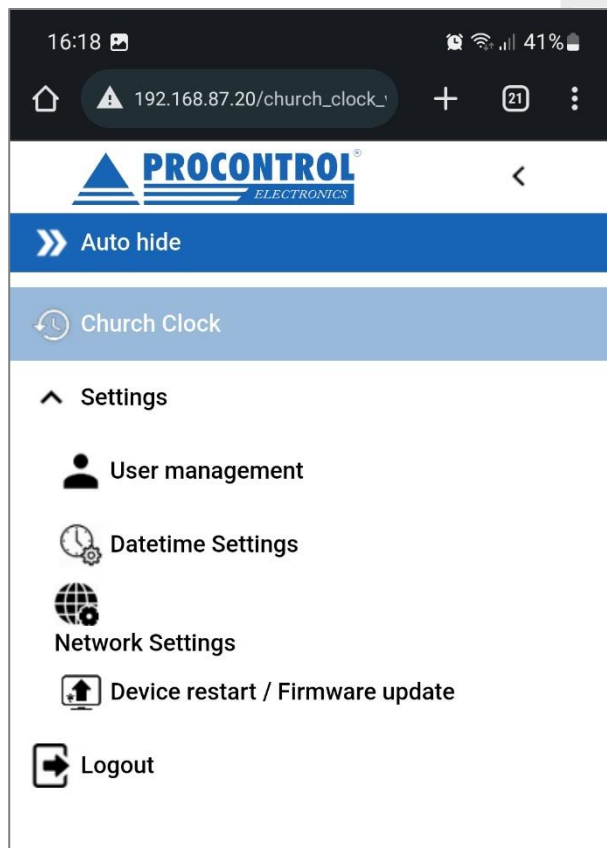 16:18 41%
192.168.87.20/church_clock_ 21
PROCONTROL®
ELECTRONICS
Auto hide
Church Clock
Settings
User management
Datetime Settings
Network Settings
Device restart / Firmware update
Logout